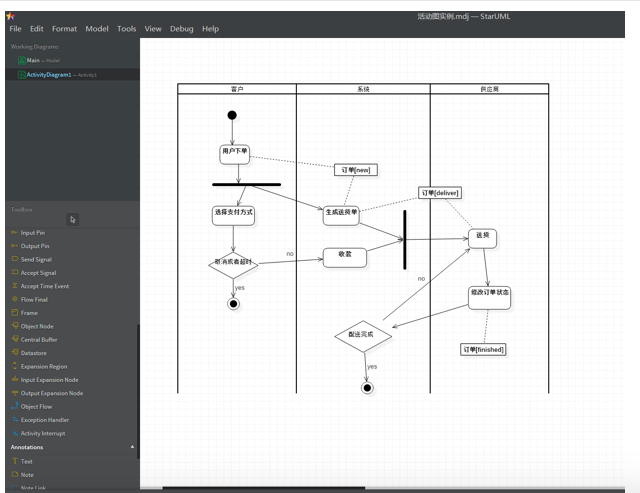 活动图实例.mdj — StarUML
File Edit Format Model Tools View Debug Help
Working Diagrams
Main — Model
ActivityDiagram1 — Activity1
Toolbox
Input Pin
Output Pin
Send Signal
Accept Signal
Accept Time Event
Flow Final
Frame
Object Node
Central Buffer
Datastore
Expansion Region
Input Expansion Node
Output Expansion Node
Object Flow
Exception Handler
Activity Interrupt
Annotations
Text
Note
Note Link
客户 系统 供应商
用户下单
订单[new]
订单[deliver]
选择支付方式
生成送货单
送货
收款
no
取消或者超时
yes
no
修改订单状态
配送完成
订单[finished]
yes